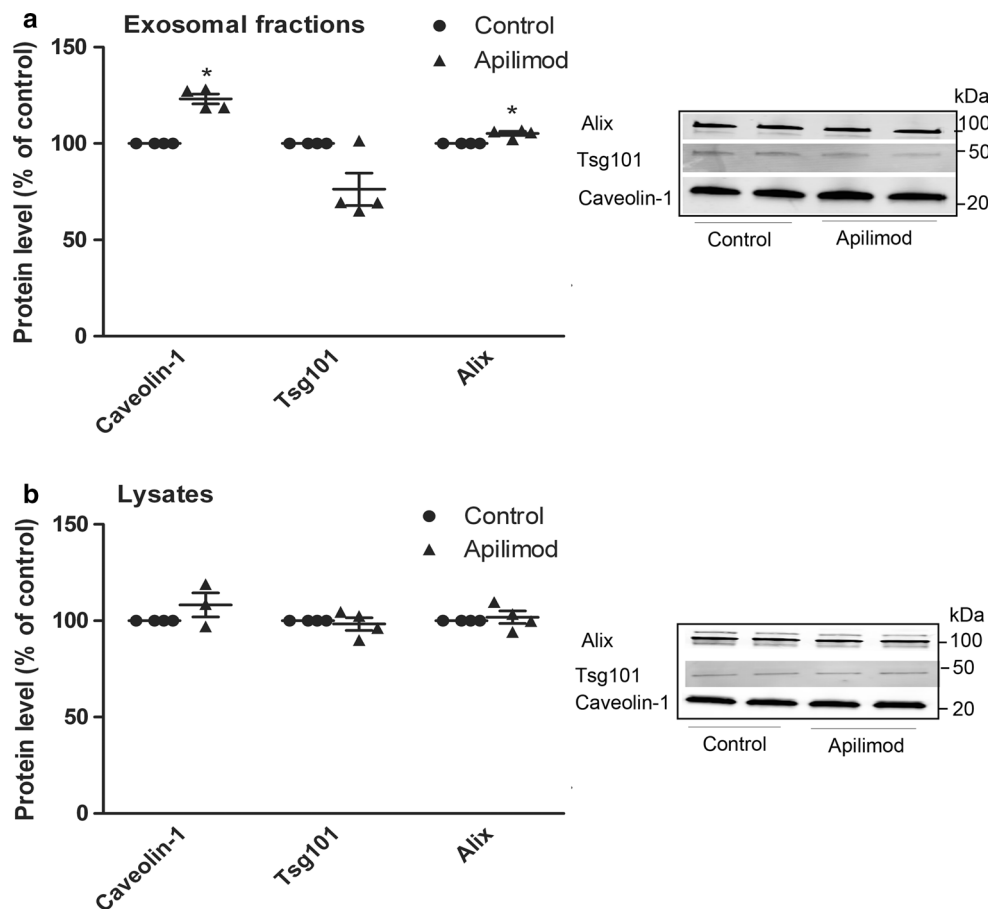 a
Exosomal fractions
Control
Apilimod
Protein level (% of control)
150
100
50
0
*
*
Caveolin-1
Tsg101
Alix
kDa
Alix
100
Tsg101
50
Caveolin-1
20
Control
Apilimod
b
Lysates
Control
Apilimod
Protein level (% of control)
150
100
50
0
Caveolin-1
Tsg101
Alix
kDa
Alix
100
Tsg101
50
Caveolin-1
20
Control
Apilimod